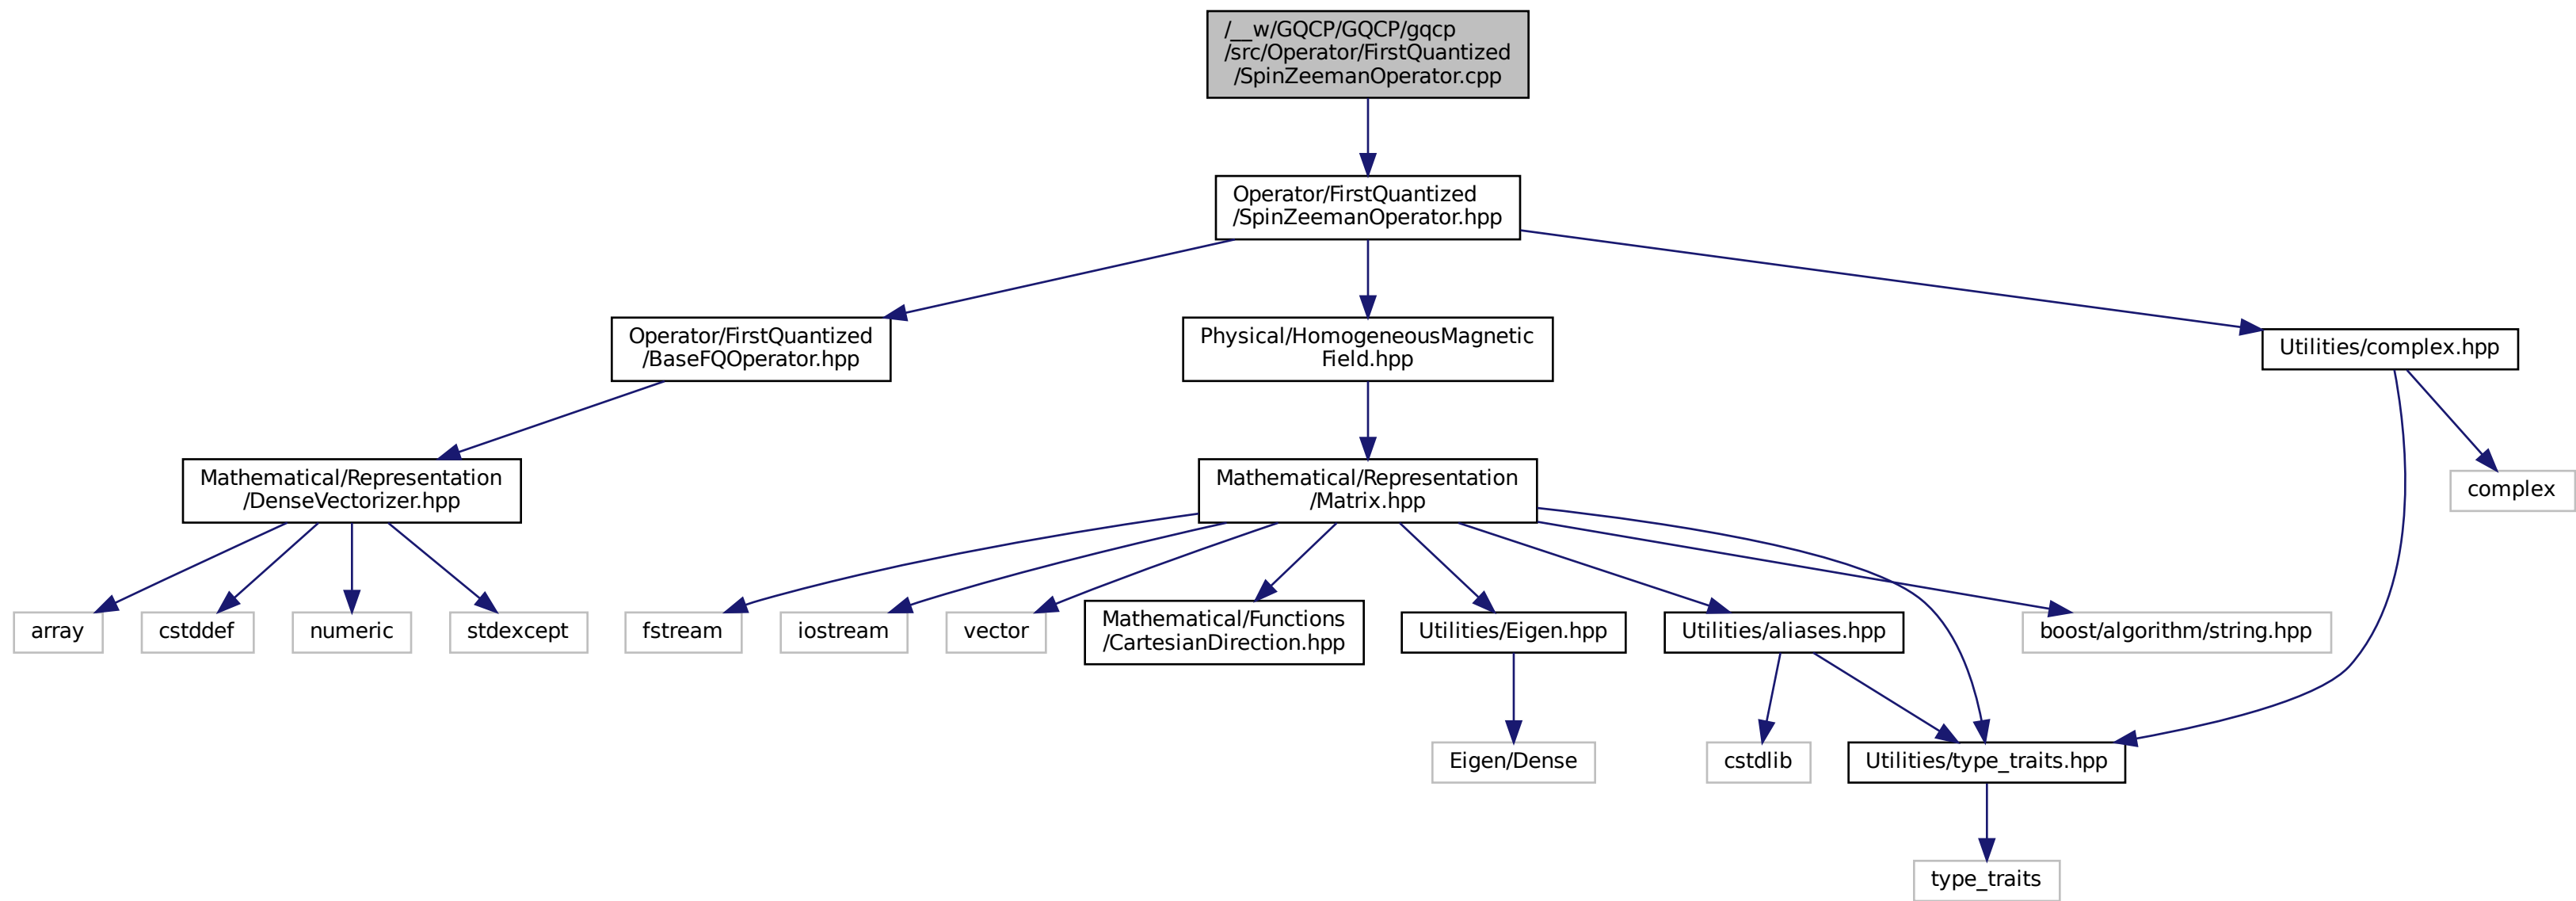 /__w/GQCP/GQCP/gqcp
/src/Operator/FirstQuantized
/SpinZeemanOperator.cpp
Operator/FirstQuantized
/SpinZeemanOperator.hpp
Operator/FirstQuantized
/BaseFQOperator.hpp
Physical/HomogeneousMagnetic
Field.hpp
Utilities/complex.hpp
Mathematical/Representation
/DenseVectorizer.hpp
Mathematical/Representation
/Matrix.hpp
complex
array
cstddef
numeric
stdexcept
fstream
iostream
vector
Mathematical/Functions
/CartesianDirection.hpp
Utilities/Eigen.hpp
Utilities/aliases.hpp
boost/algorithm/string.hpp
Eigen/Dense
cstdlib
Utilities/type_traits.hpp
type_traits